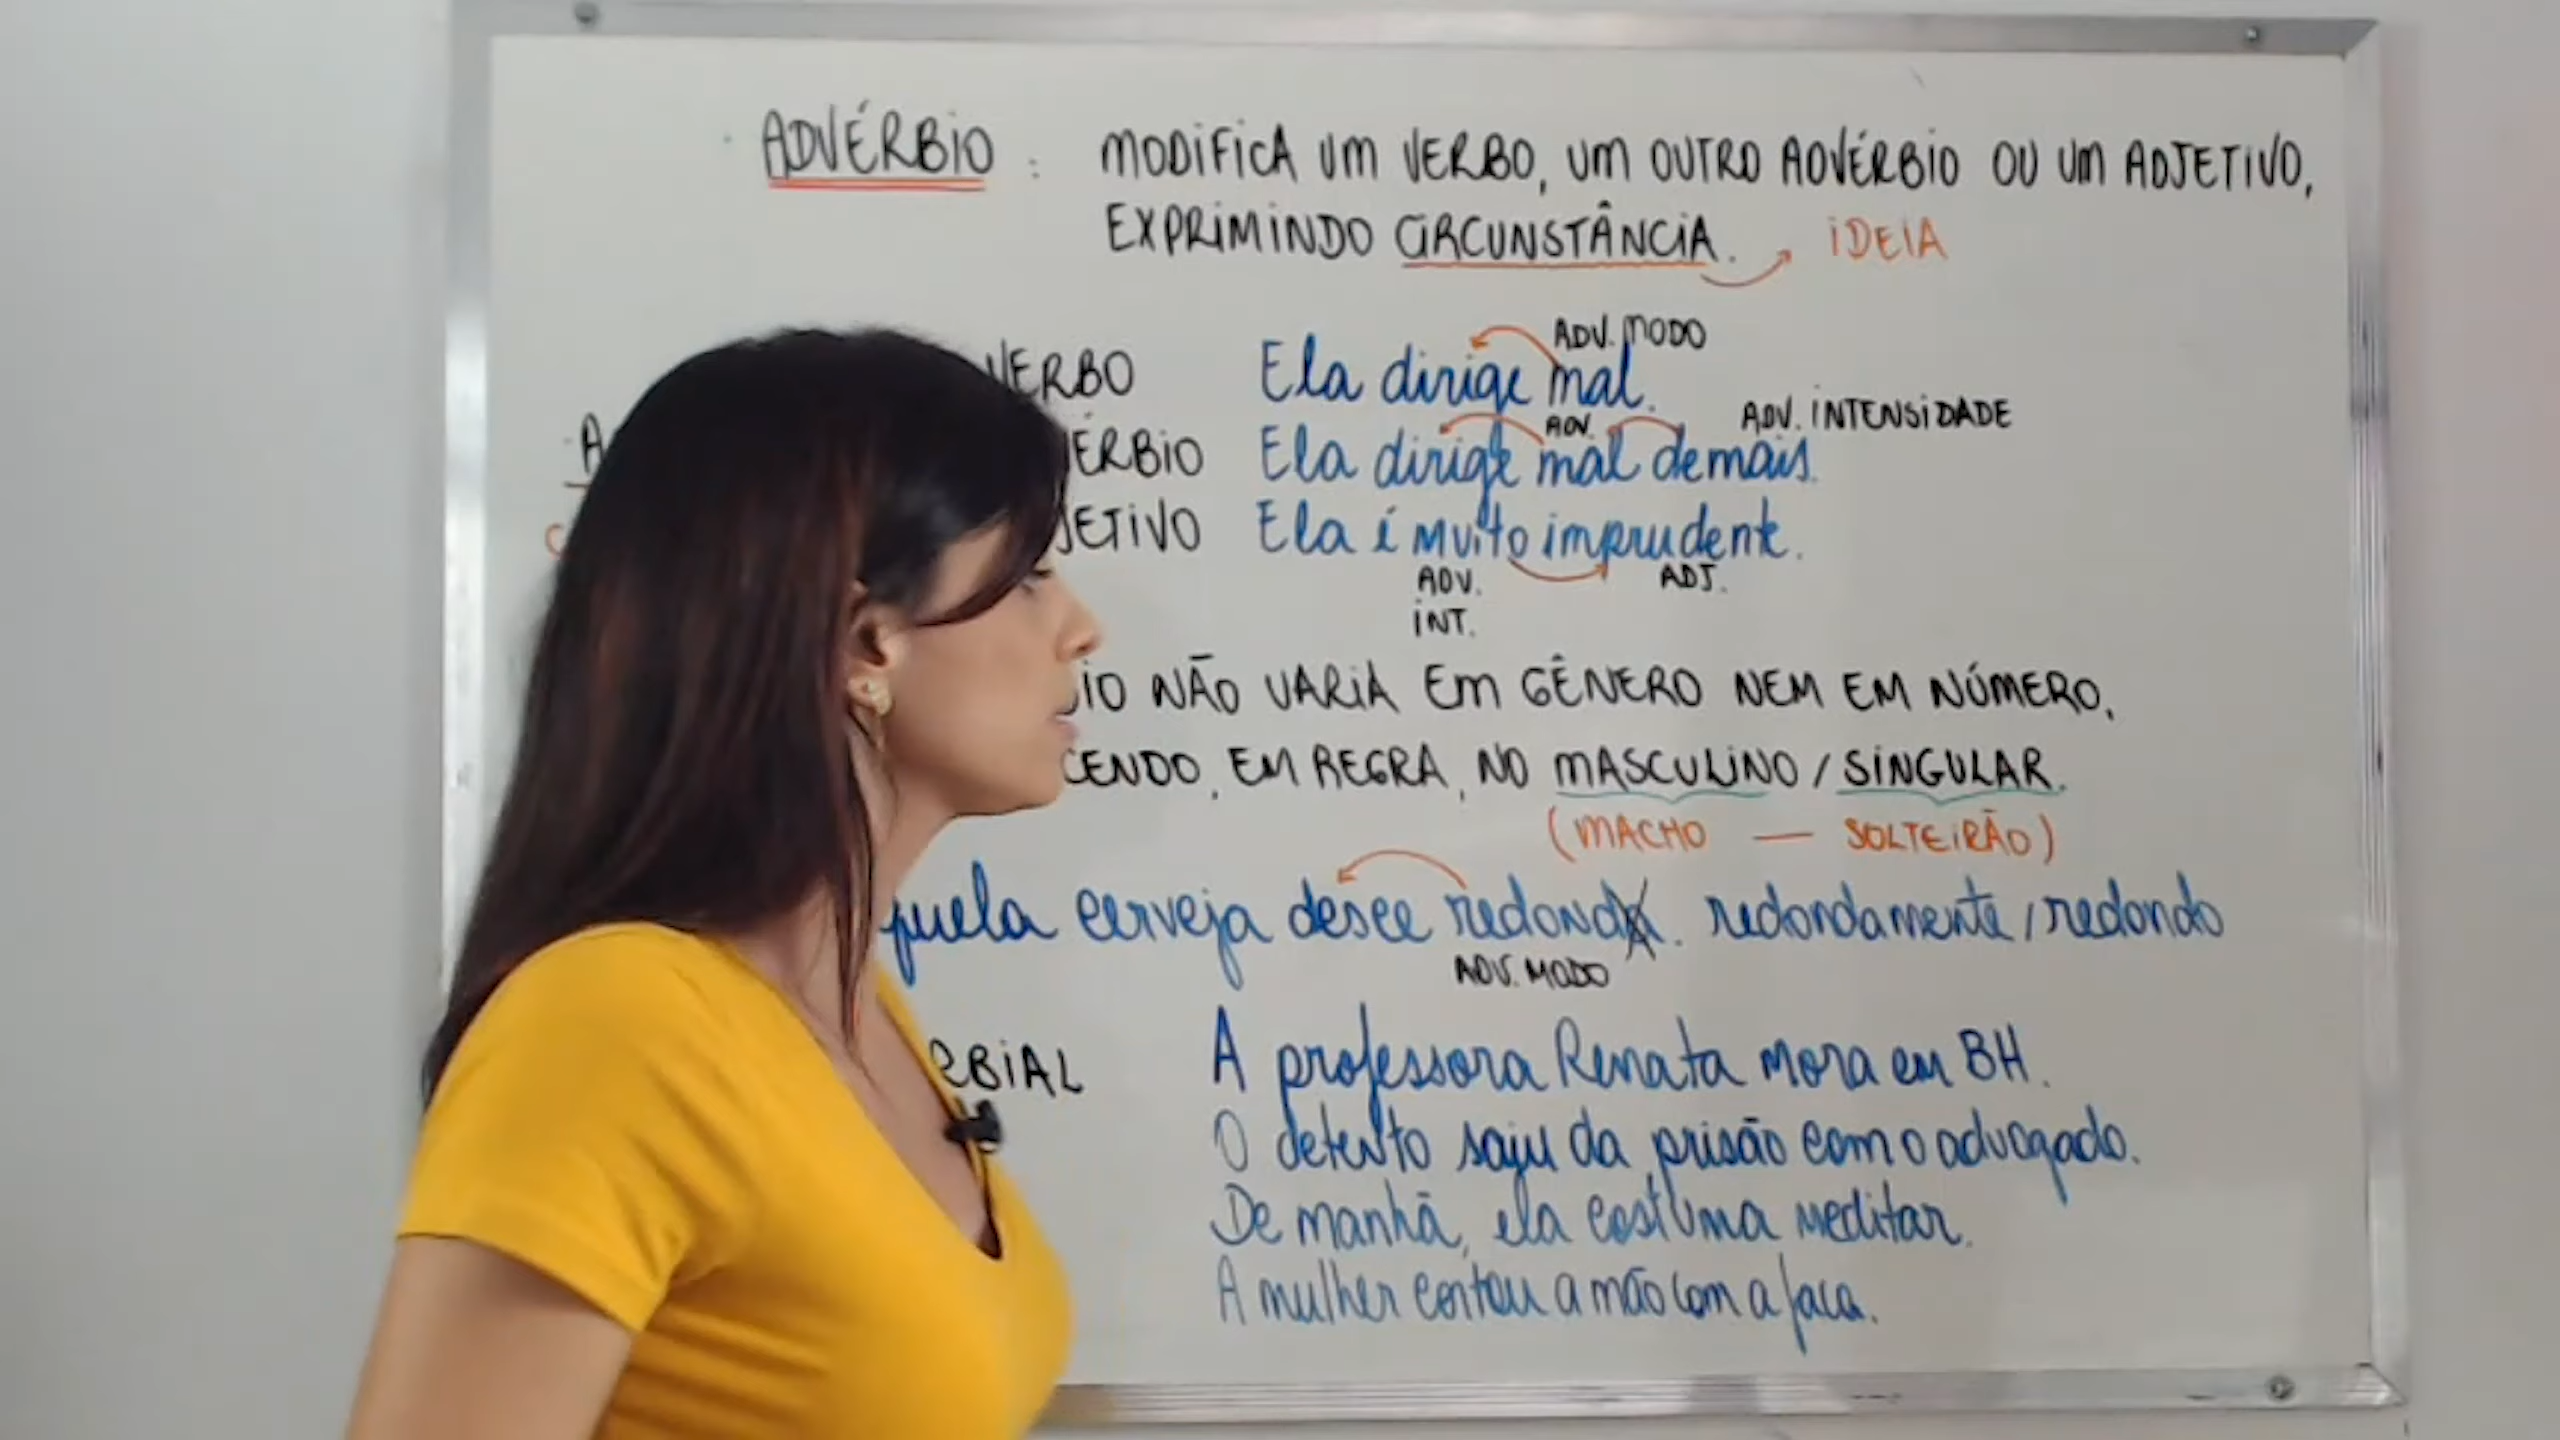 ADVÉRBIO : MODIFICA UM VERBO, UM OUTRO ADVÉRBIO OU UM ADJETIVO,
EXPRIMINDO CIRCUNSTÂNCIA. IDEIA
ADV. MODO
VERBO Ela dirige mal.
ADV. ADV. INTENSIDADE
A ÉRBIO Ela dirige mal demais.
JETIVO Ela é muito imprudente.
ADV. ADJ.
INT.
IO NÃO VARIA EM GÊNERO NEM EM NÚMERO,
CENDO, EM REGRA, NO MASCULINO / SINGULAR.
(MACHO — SOLTEIRÃO)
quela cerveja desce redonda. redondamente / redondo
ADV. MODO
RBIAL A professora Renata mora em BH.
O detento saiu da prisão com o advogado.
De manhã, ela costuma meditar.
A mulher cortou a mão com a faca.